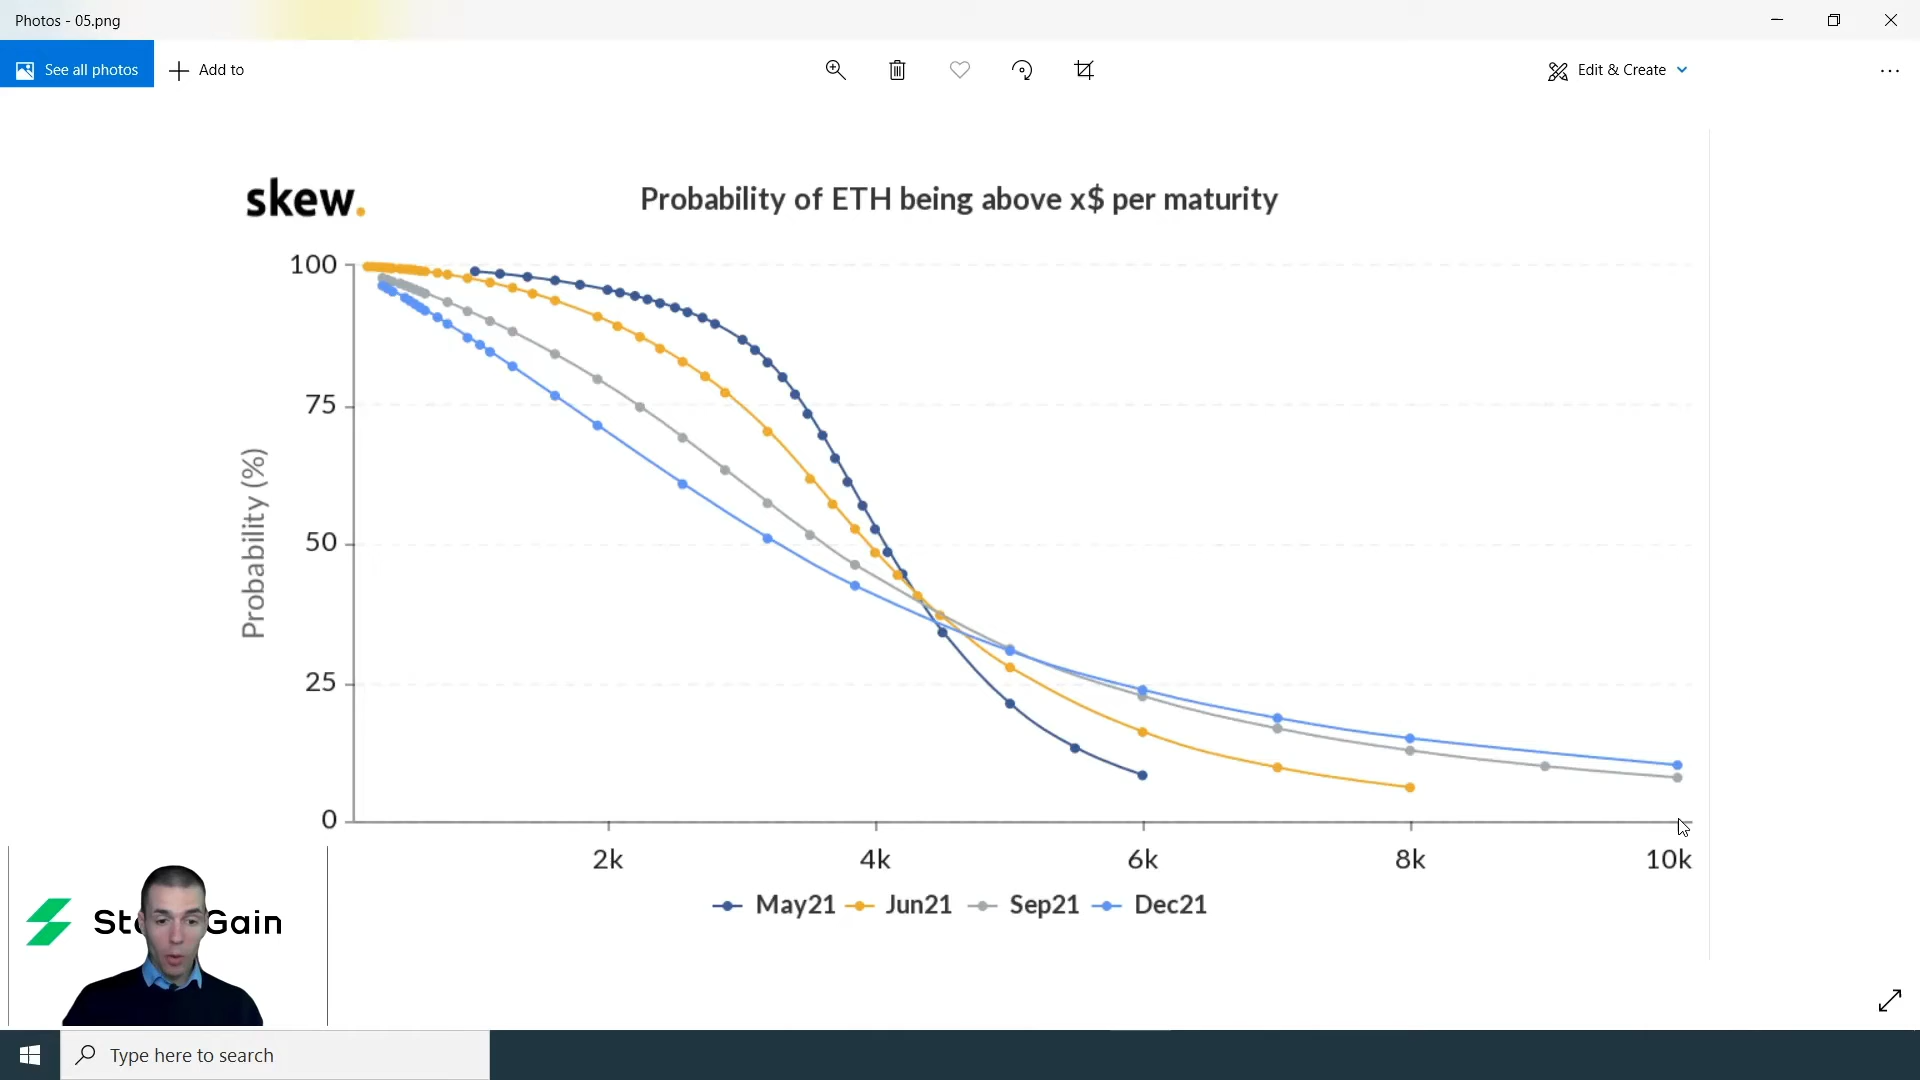 Photos - 05.png
See all photos
Add to
Edit & Create
skew.
Probability of ETH being above x$ per maturity
Probability (%)
100
75
50
25
0
2k
4k
6k
8k
10k
May21
Jun21
Sep21
Dec21
Gain
Type here to search